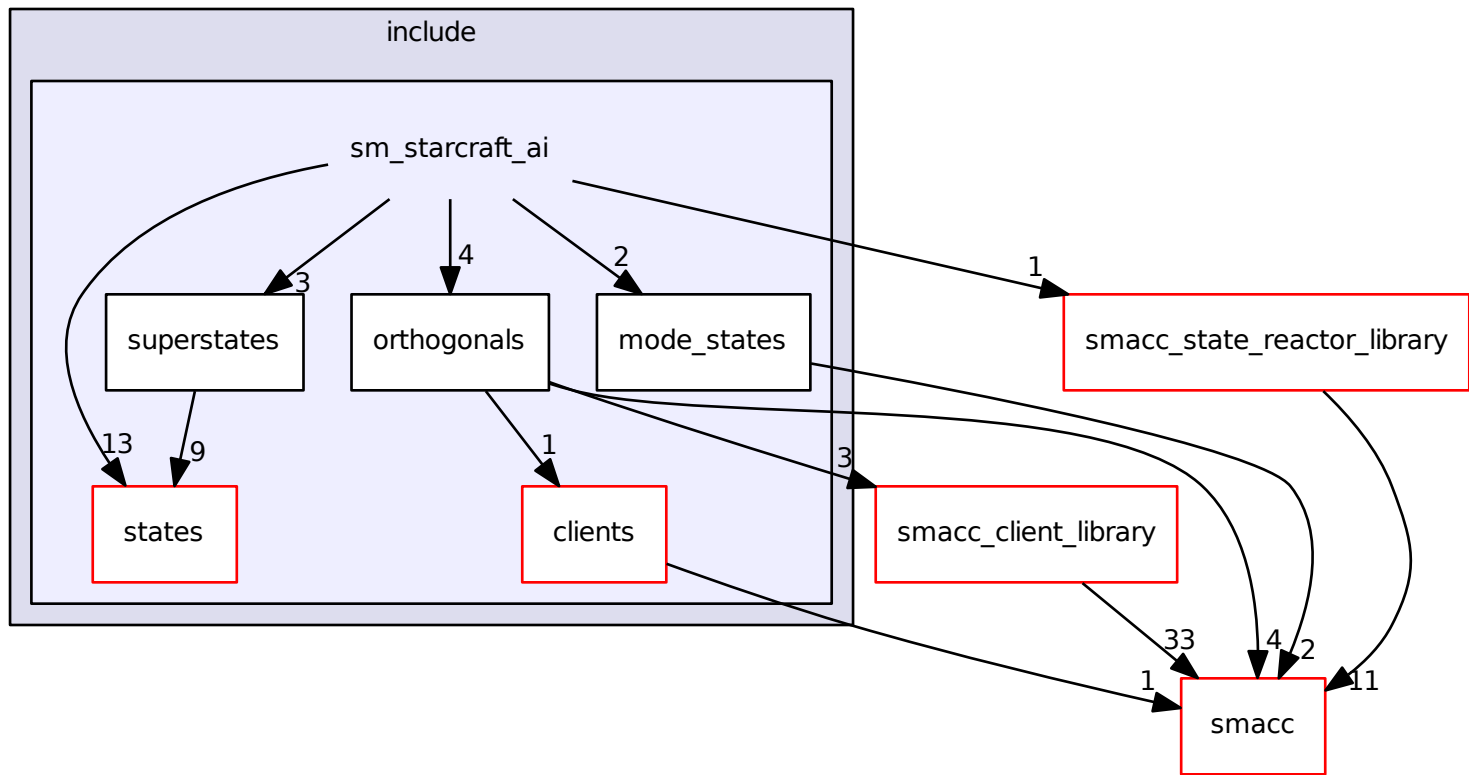 include
sm_starcraft_ai
1
2
4
3
superstates
orthogonals
mode_states
smacc_state_reactor_library
13
9
1
3
states
clients
smacc_client_library
33
4
2
1
11
smacc